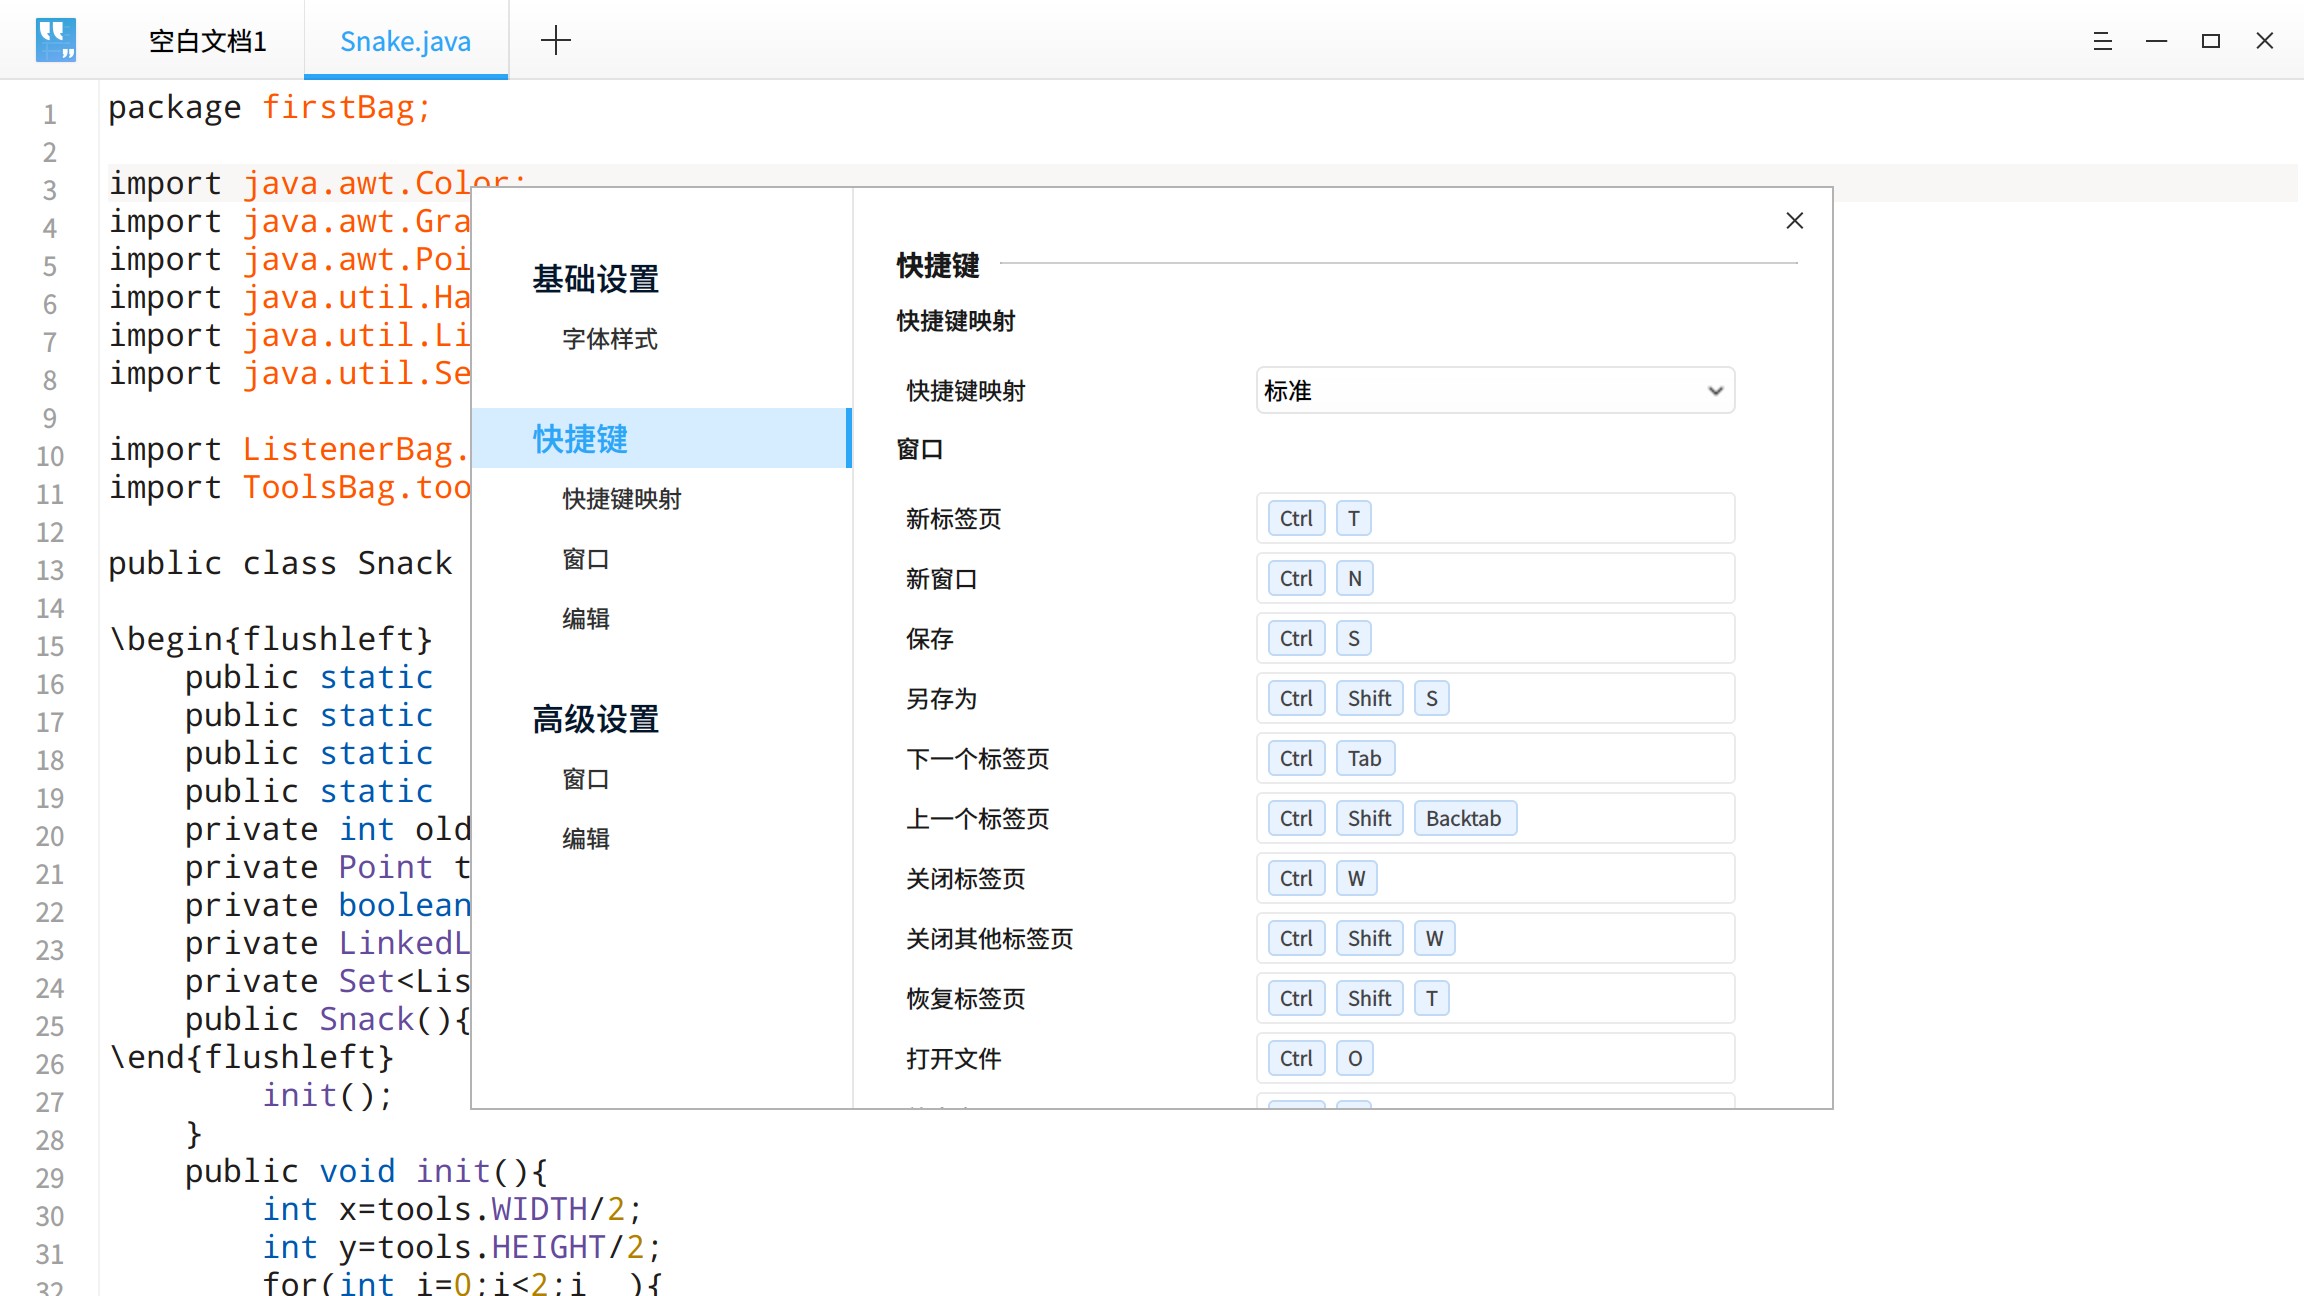 空白文档1
Snake.java
1 package firstBag;
2
3 import java.awt.Color;
4 import java.awt.Gra
5 import java.awt.Poi
6 import java.util.Ha
7 import java.util.Li
8 import java.util.Se
9
10 import ListenerBag.
11 import ToolsBag.too
12
13 public class Snack
14
15 \begin{flushleft}
16 public static
17 public static
18 public static
19 public static
20 private int old
21 private Point t
22 private boolean
23 private LinkedL
24 private Set<Lis
25 public Snack(){
26 \end{flushleft}
27 init();
28 }
29 public void init(){
30 int x=tools.WIDTH/2;
31 int y=tools.HEIGHT/2;
32 for(int i=0;i<2;i  ){
基础设置
字体样式
快捷键
快捷键映射
窗口
编辑
高级设置
窗口
编辑
快捷键
快捷键映射
快捷键映射 标准
窗口
新标签页 Ctrl T
新窗口 Ctrl N
保存 Ctrl S
另存为 Ctrl Shift S
下一个标签页 Ctrl Tab
上一个标签页 Ctrl Shift Backtab
关闭标签页 Ctrl W
关闭其他标签页 Ctrl Shift W
恢复标签页 Ctrl Shift T
打开文件 Ctrl O